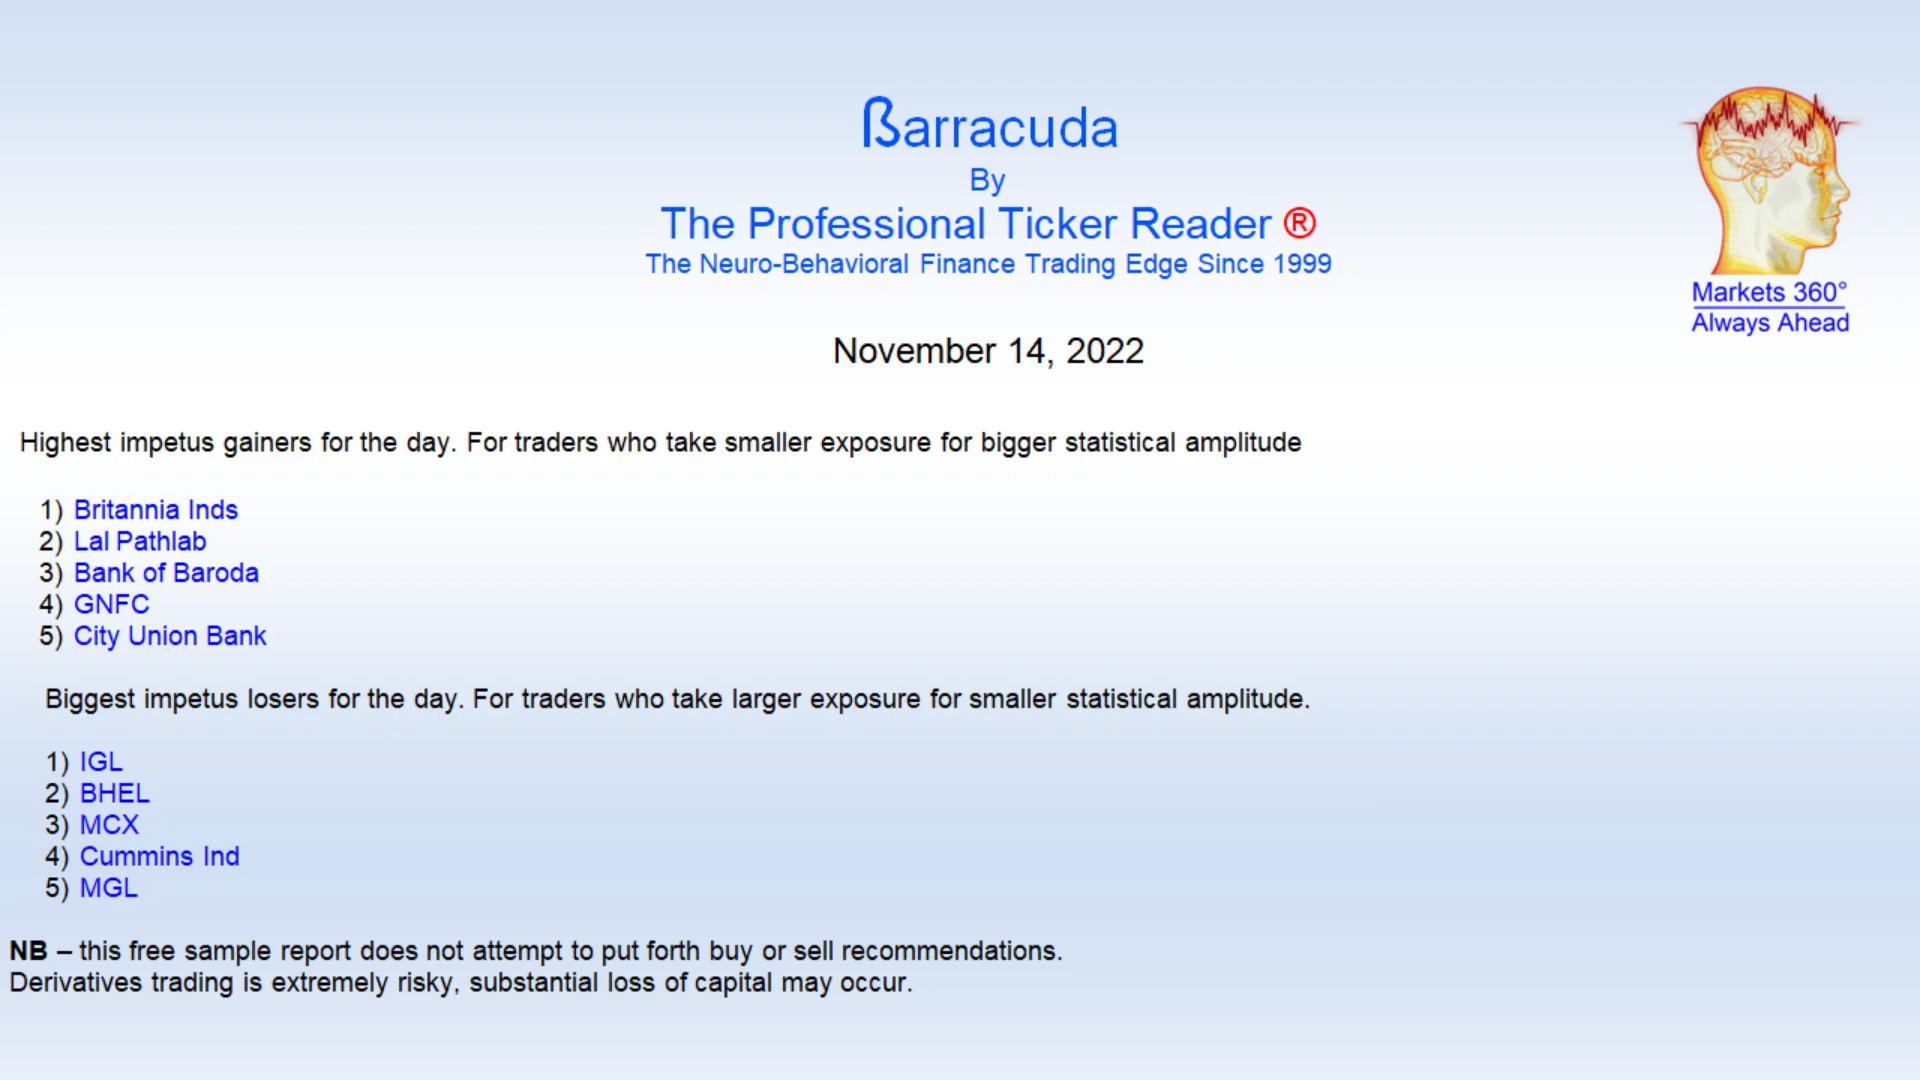 ßarracuda
By
The Professional Ticker Reader ®
The Neuro-Behavioral Finance Trading Edge Since 1999
Markets 360°
Always Ahead
November 14, 2022
Highest impetus gainers for the day. For traders who take smaller exposure for bigger statistical amplitude
1) Britannia Inds
2) Lal Pathlab
3) Bank of Baroda
4) GNFC
5) City Union Bank
Biggest impetus losers for the day. For traders who take larger exposure for smaller statistical amplitude.
1) IGL
2) BHEL
3) MCX
4) Cummins Ind
5) MGL
NB – this free sample report does not attempt to put forth buy or sell recommendations.
Derivatives trading is extremely risky, substantial loss of capital may occur.